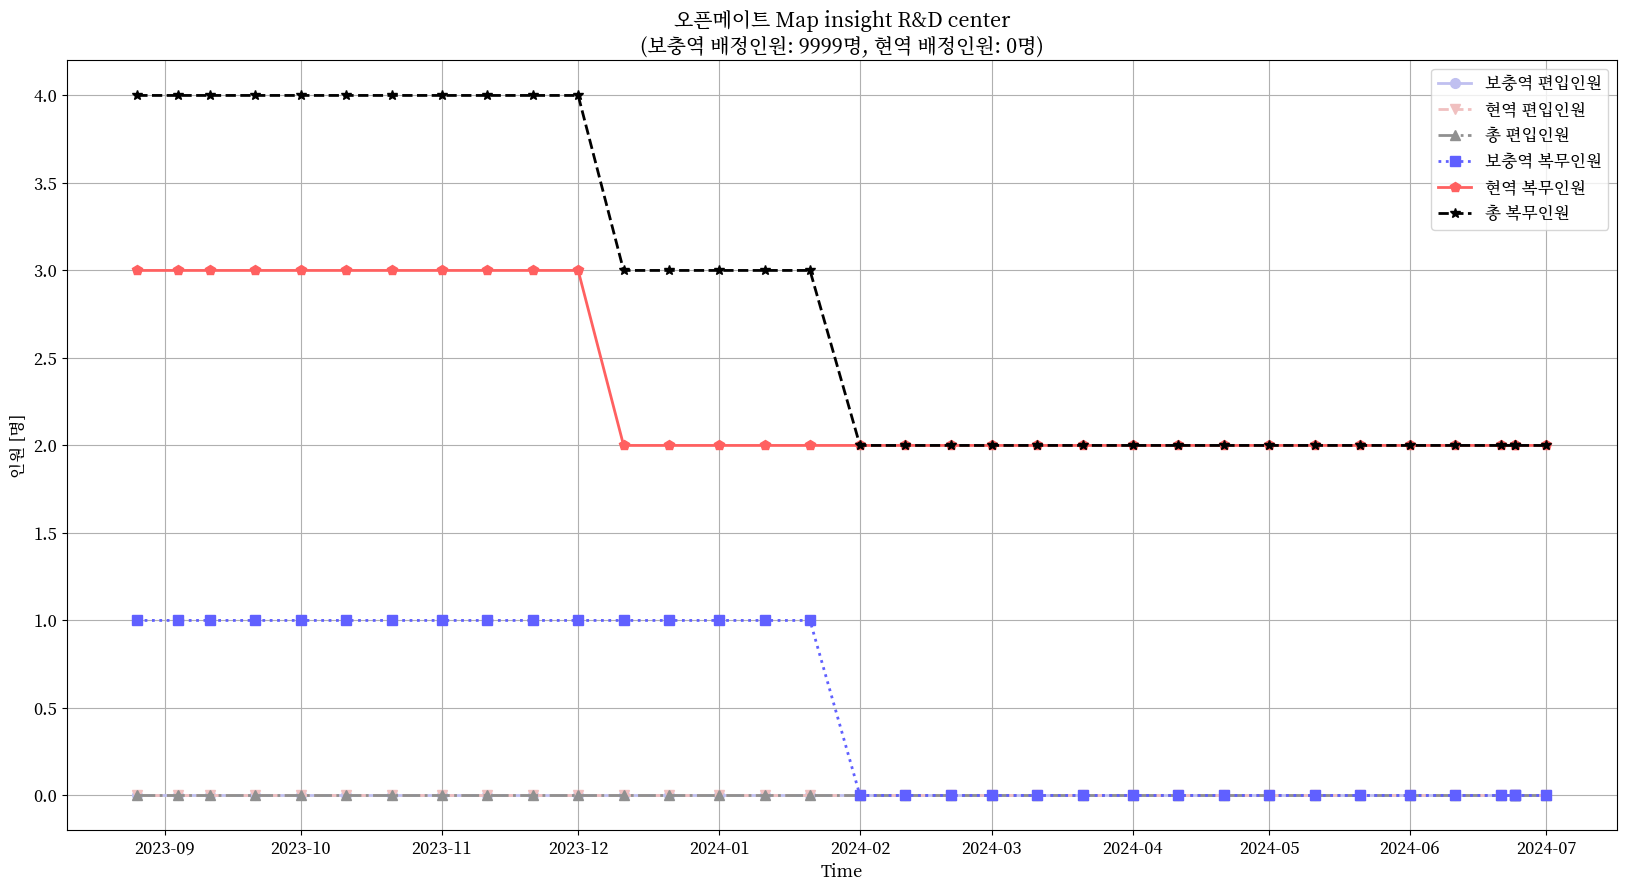 오픈메이트 Map insight R&D center
(보충역 배정인원: 9999명, 현역 배정인원: 0명)
보충역 편입인원
현역 편입인원
총 편입인원
보충역 복무인원
현역 복무인원
총 복무인원
인원 [명]
4.0
3.5
3.0
2.5
2.0
1.5
1.0
0.5
0.0
2023-09 2023-10 2023-11 2023-12 2024-01 2024-02 2024-03 2024-04 2024-05 2024-06 2024-07
Time